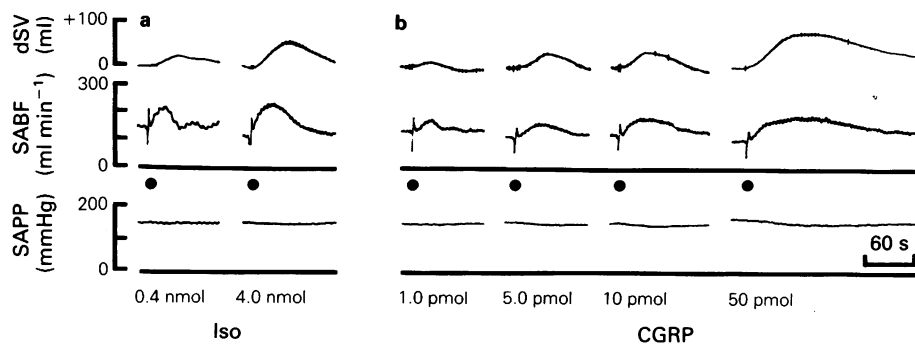 a
b
dSV
(ml)
+100
0
SABF
(ml min⁻¹)
300
0
SAPP
(mmHg)
200
0
60 s
0.4 nmol
4.0 nmol
1.0 pmol
5.0 pmol
10 pmol
50 pmol
Iso
CGRP